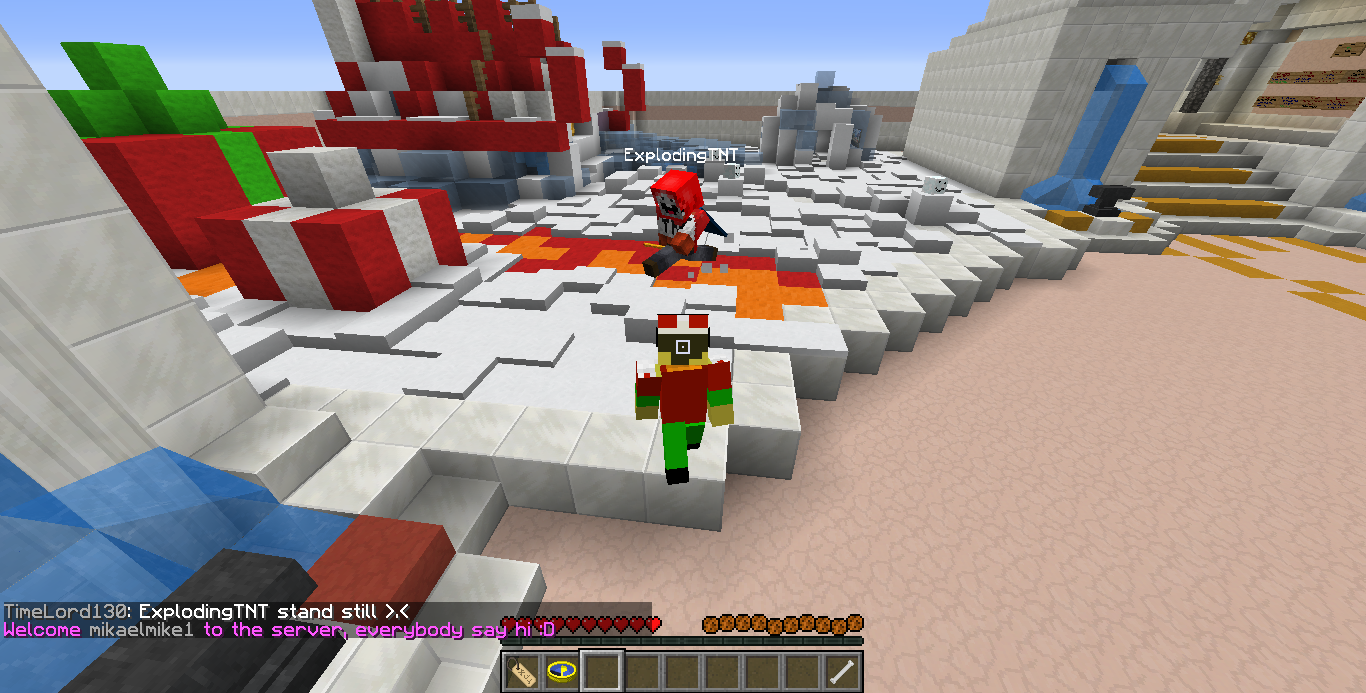 ExplodingTNT
TimeLord130: ExplodingTNT stand still >.<
Welcome mikaelmike1 to the server, everybody say hi :D